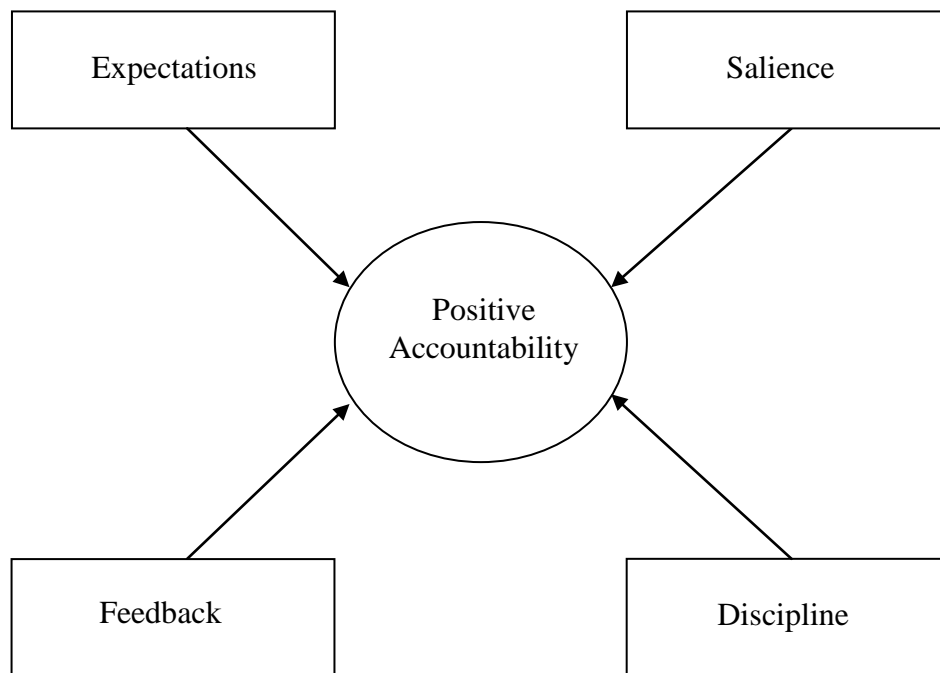 Expectations
Salience
Positive
Accountability
Feedback
Discipline